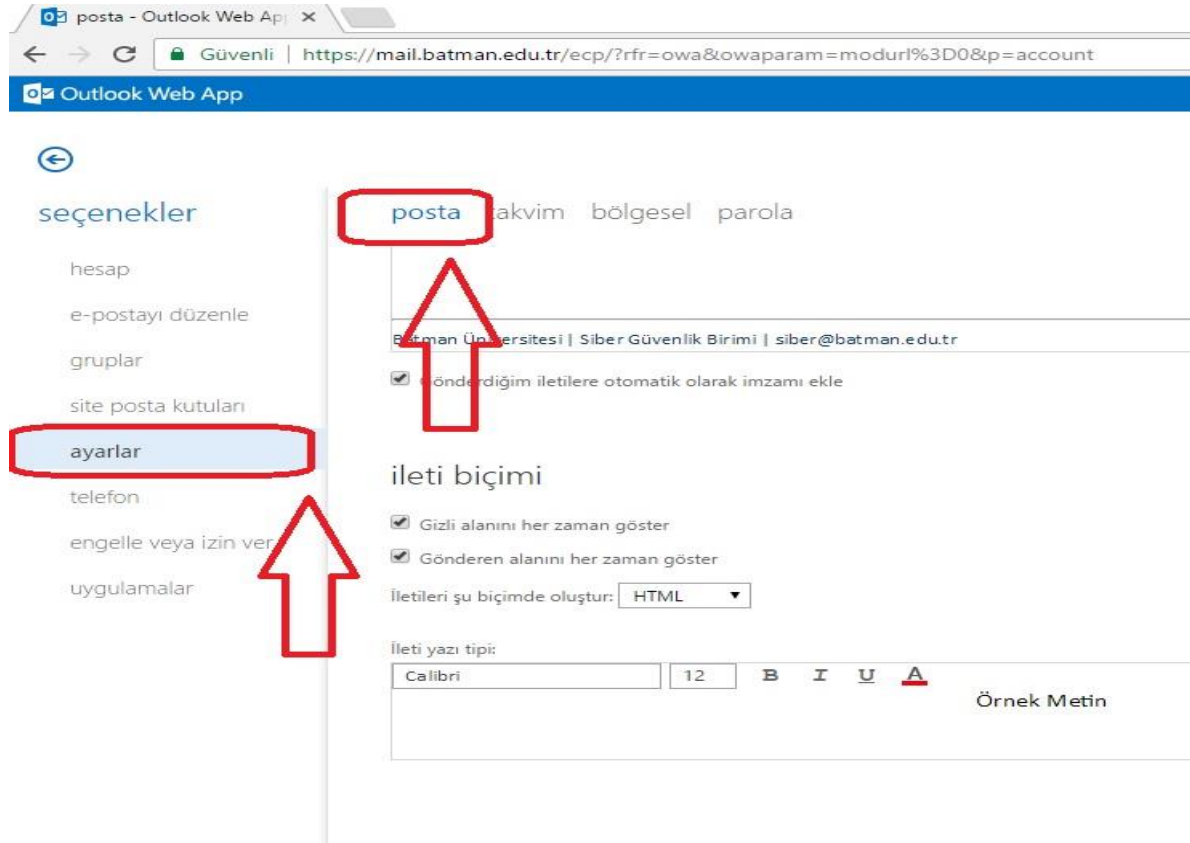 posta - Outlook Web Ap
Güvenli | https://mail.batman.edu.tr/ecp/?rfr=owa&owaparam=modurl%3D0&p=account
Outlook Web App
seçenekler
posta takvim bölgesel parola
hesap
e-postayı düzenle
gruplar
site posta kutuları
ayarlar
telefon
engelle veya izin ver
uygulamalar
Batman Üniversitesi | Siber Güvenlik Birimi | siber@batman.edu.tr
Gönderdiğim iletilere otomatik olarak imzamı ekle
ileti biçimi
Gizli alanını her zaman göster
Gönderen alanını her zaman göster
İletileri şu biçimde oluştur: HTML
İleti yazı tipi:
Calibri 12 B I U A
Örnek Metin